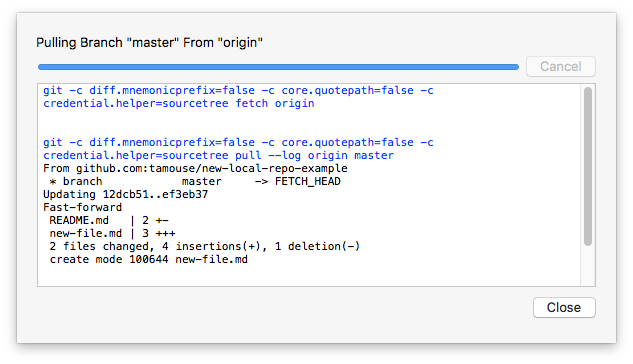 Pulling Branch "master" From "origin"
Cancel
git -c diff.mnemonicprefix=false -c core.quotepath=false -c
credential.helper=sourcetree fetch origin
git -c diff.mnemonicprefix=false -c core.quotepath=false -c
credential.helper=sourcetree pull --log origin master
From github.com:tamouse/new-local-repo-example
 * branch            master     -> FETCH_HEAD
Updating 12dcb51..ef3eb37
Fast-forward
 README.md   | 2 +-
 new-file.md | 3 +++
 2 files changed, 4 insertions(+), 1 deletion(-)
 create mode 100644 new-file.md
Close